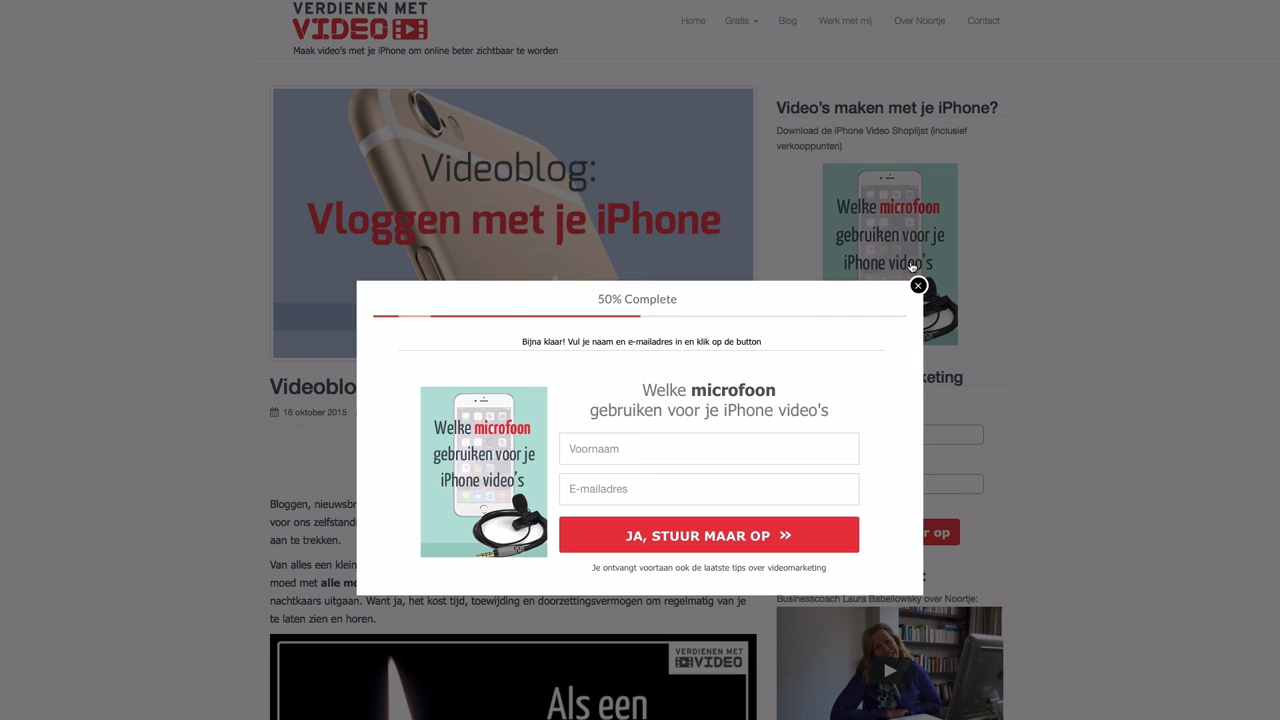 VERDIENEN MET
VIDEO
Maak video's met je iPhone om online beter zichtbaar te worden
Home Gratis Blog Werk met mij Over Noortje Contact
Videoblog:
Vloggen met je iPhone
Video's maken met je iPhone?
Download de iPhone Video Shoplijst (inclusief
verkooppunten)
Welke microfoon
gebruiken voor je
iPhone video's
50% Complete
Bijna klaar! Vul je naam en e-mailadres in en klik op de button
Welke microfoon
gebruiken voor je
iPhone video's
Welke microfoon
gebruiken voor je iPhone video's
Voornaam
E-mailadres
JA, STUUR MAAR OP »
Je ontvangt voortaan ook de laatste tips over videomarketing
Videoblo
16 oktober 2015
Bloggen, nieuwsbr
voor ons zelfstand
aan te trekken.
Van alles een klein
moed met alle mo
nachtkaars uitgaan. Want ja, het kost tijd, toewijding en doorzettingsvermogen om regelmatig van je
te laten zien en horen.
VERDIENEN MET
VIDEO
Als een
keting
op
Businesscoach Laura Babeliowsky over Noortje: